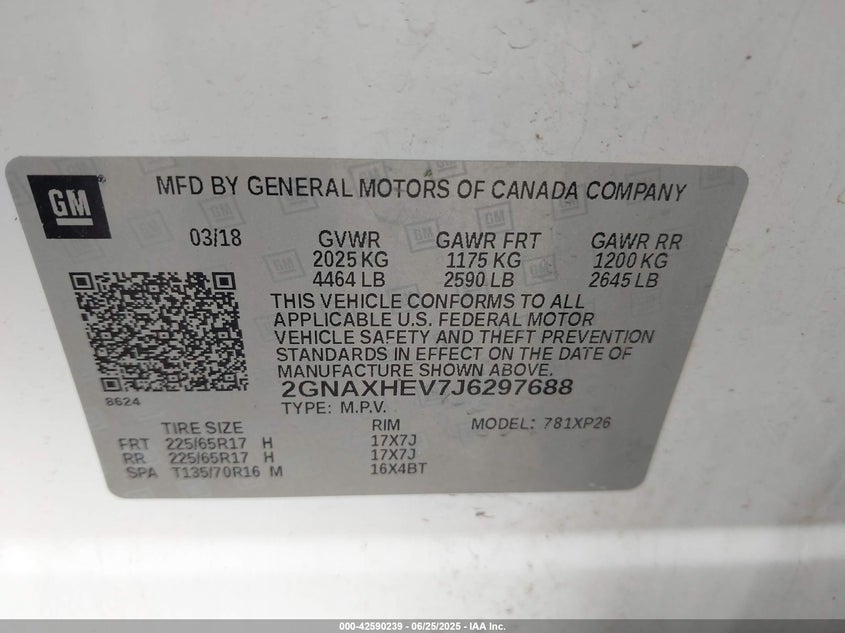 GM
MFD BY GENERAL MOTORS OF CANADA COMPANY
03/18 GVWR GAWR FRT GAWR RR
2025 KG 1175 KG 1200 KG
4464 LB 2590 LB 2645 LB
THIS VEHICLE CONFORMS TO ALL
APPLICABLE U.S. FEDERAL MOTOR
VEHICLE SAFETY AND THEFT PREVENTION
STANDARDS IN EFFECT ON THE DATE OF
MANUFACTURE SHOWN ABOVE.
2GNAXHEV7J6297688
8624
TYPE: M.P.V.
TIRE SIZE RIM MODEL: 781XP26
FRT 225/65R17 H 17X7J
RR 225/65R17 H 17X7J
SPA T135/70R16 M 16X4BT
000-42590239 - 06/25/2025 - IAA Inc.